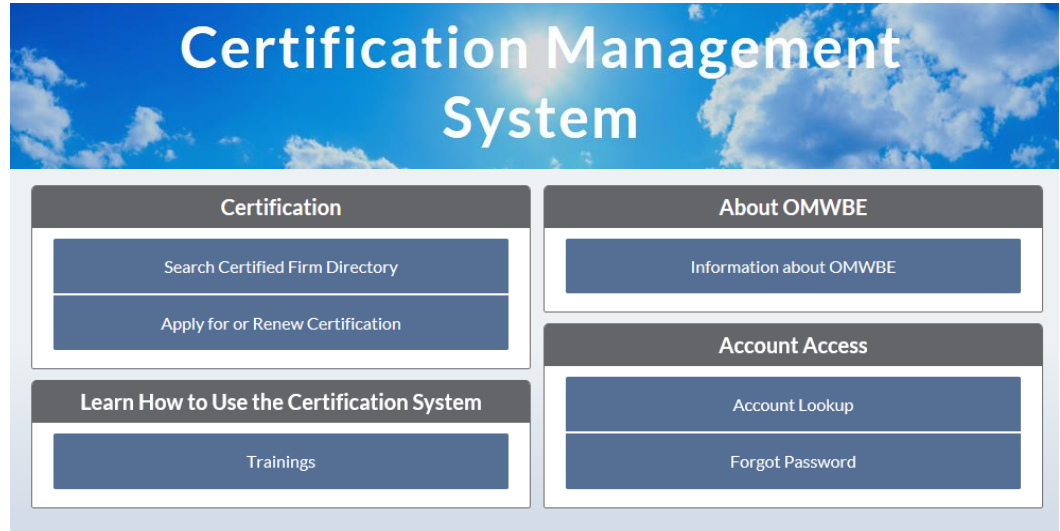 Certification Management
System
Certification
Search Certified Firm Directory
Apply for or Renew Certification
Learn How to Use the Certification System
Trainings
About OMWBE
Information about OMWBE
Account Access
Account Lookup
Forgot Password